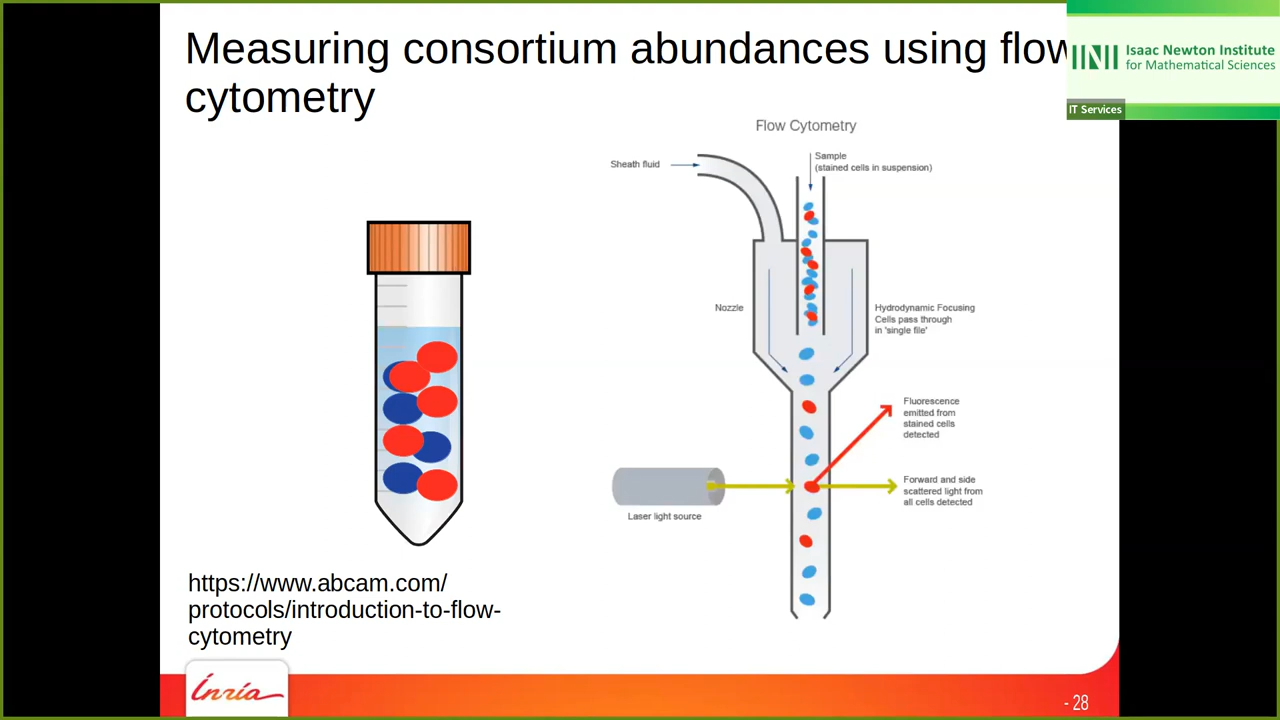 Measuring consortium abundances using flow
cytometry
INI
Isaac Newton Institute
for Mathematical Sciences
IT Services
Flow Cytometry
Sheath fluid
Sample
(stained cells in suspension)
Nozzle
Hydrodynamic Focusing
Cells pass through
in 'single file'
Fluorescence
emitted from
stained cells
detected
Forward and side
scattered light from
all cells detected
Laser light source
https://www.abcam.com/
protocols/introduction-to-flow-
cytometry
Inria
- 28